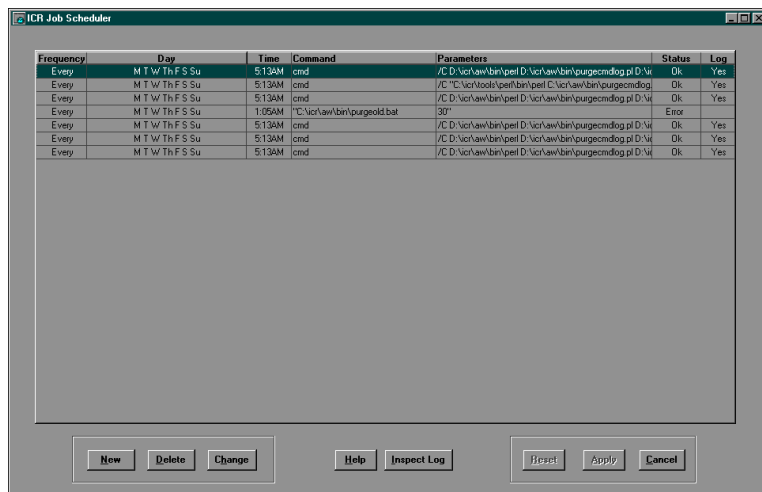 ICR Job Scheduler
Frequency Day Time Command Parameters Status Log
Every M T W Th F S Su 5:13AM cmd /C D:\icr\aw\bin\perl D:\icr\aw\bin\purgecmdlog.pl D:\ic Ok Yes
Every M T W Th F S Su 5:13AM cmd /C "C:\icr\tools\perl\bin\perl C:\icr\aw\bin\purgecmdlog. Ok Yes
Every M T W Th F S Su 5:13AM cmd /C D:\icr\aw\bin\perl D:\icr\aw\bin\purgecmdlog.pl D:\ic Ok Yes
Every M T W Th F S Su 1:05AM "C:\icr\aw\bin\purgeold.bat 30" Error
Every M T W Th F S Su 5:13AM cmd /C D:\icr\aw\bin\perl D:\icr\aw\bin\purgecmdlog.pl D:\ic Ok Yes
Every M T W Th F S Su 5:13AM cmd /C D:\icr\aw\bin\perl D:\icr\aw\bin\purgecmdlog.pl D:\ic Ok Yes
Every M T W Th F S Su 5:13AM cmd /C D:\icr\aw\bin\perl D:\icr\aw\bin\purgecmdlog.pl D:\ic Ok Yes
New Delete Change Help Inspect Log Reset Apply Cancel